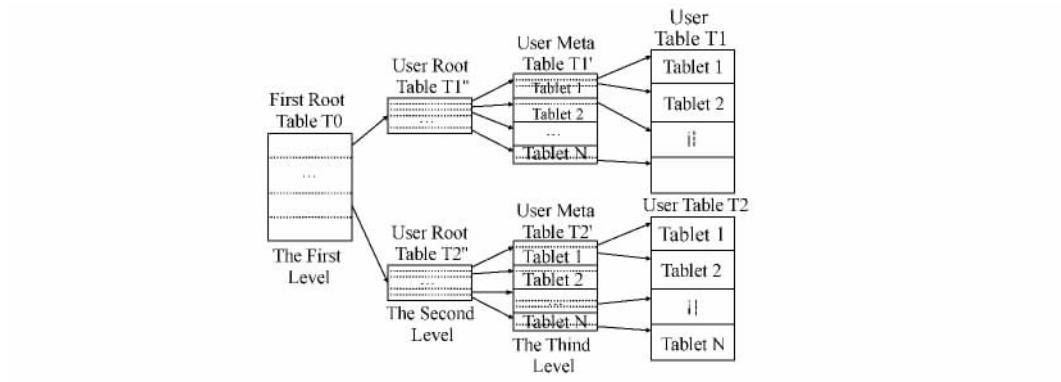 First Root
Table T0
...
The First
Level
User Root
Table T1"
...
User Meta
Table T1'
Tablet 1
Tablet 2
...
Tablet N
User
Table T1
Tablet 1
Tablet 2
User Root
Table T2"
...
The Second
Level
User Meta
Table T2'
Tablet 1
Tablet 2
...
Tablet N
The Third
Level
User Table T2
Tablet 1
Tablet 2
Tablet N